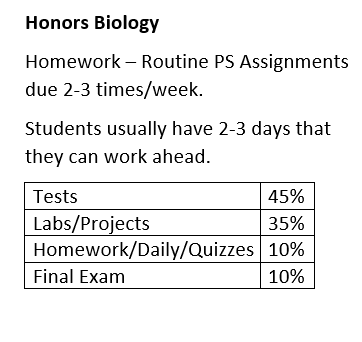 Honors Biology
Homework – Routine PS Assignments
due 2-3 times/week.
Students usually have 2-3 days that
they can work ahead.
Tests 45%
Labs/Projects 35%
Homework/Daily/Quizzes 10%
Final Exam 10%